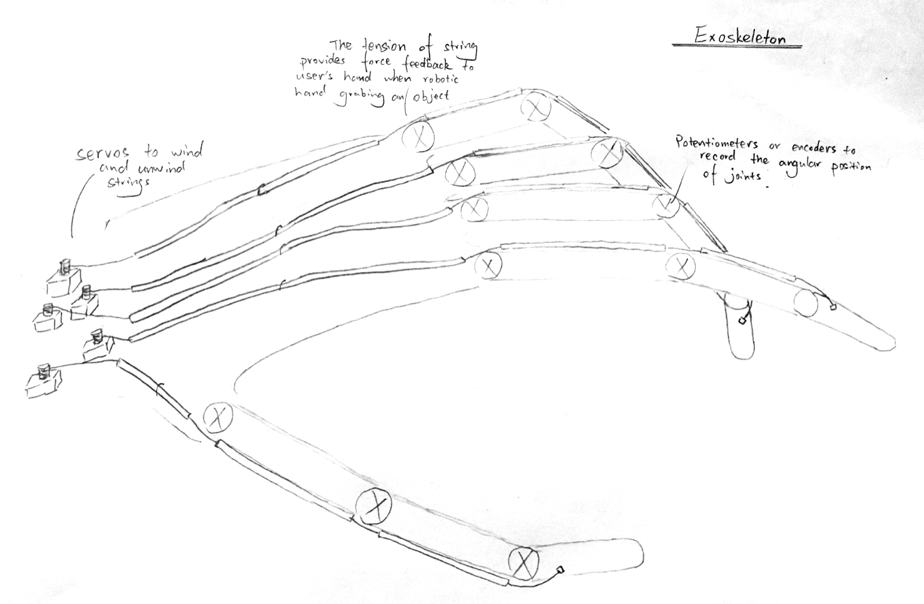 Exoskeleton
The tension of string
provides force feedback to
user's hand when robotic
hand grabing an object
servos to wind
and unwind
strings
Potentiometers or encoders to
record the angular position
of joints.